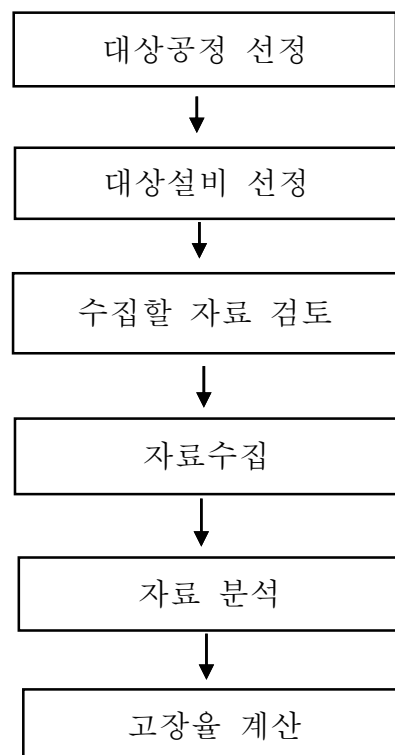 대상공정 선정
대상설비 선정
수집할 자료 검토
자료수집
자료 분석
고장율 계산